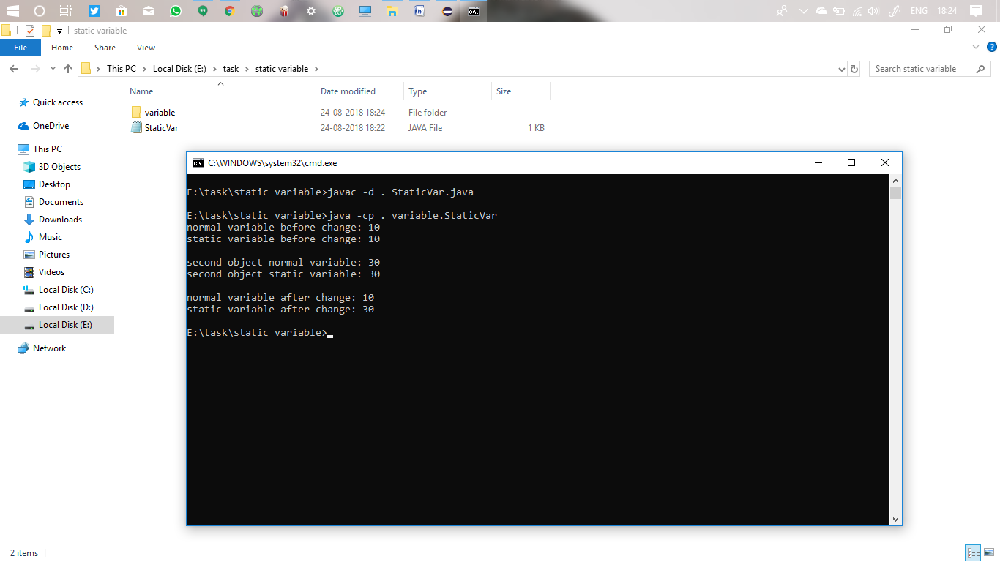 ENG 18:24
static variable
File Home Share View
This PC Local Disk (E:) task static variable
Search static variable
Name Date modified Type Size
variable 24-08-2018 18:24 File folder
StaticVar 24-08-2018 18:22 JAVA File 1 KB
Quick access
OneDrive
This PC
3D Objects
Desktop
Documents
Downloads
Music
Pictures
Videos
Local Disk (C:)
Local Disk (D:)
Local Disk (E:)
Network
C:\WINDOWS\system32\cmd.exe
E:\task\static variable>javac -d . StaticVar.java
E:\task\static variable>java -cp . variable.StaticVar
normal variable before change: 10
static variable before change: 10
second object normal variable: 30
second object static variable: 30
normal variable after change: 10
static variable after change: 30
E:\task\static variable>
2 items